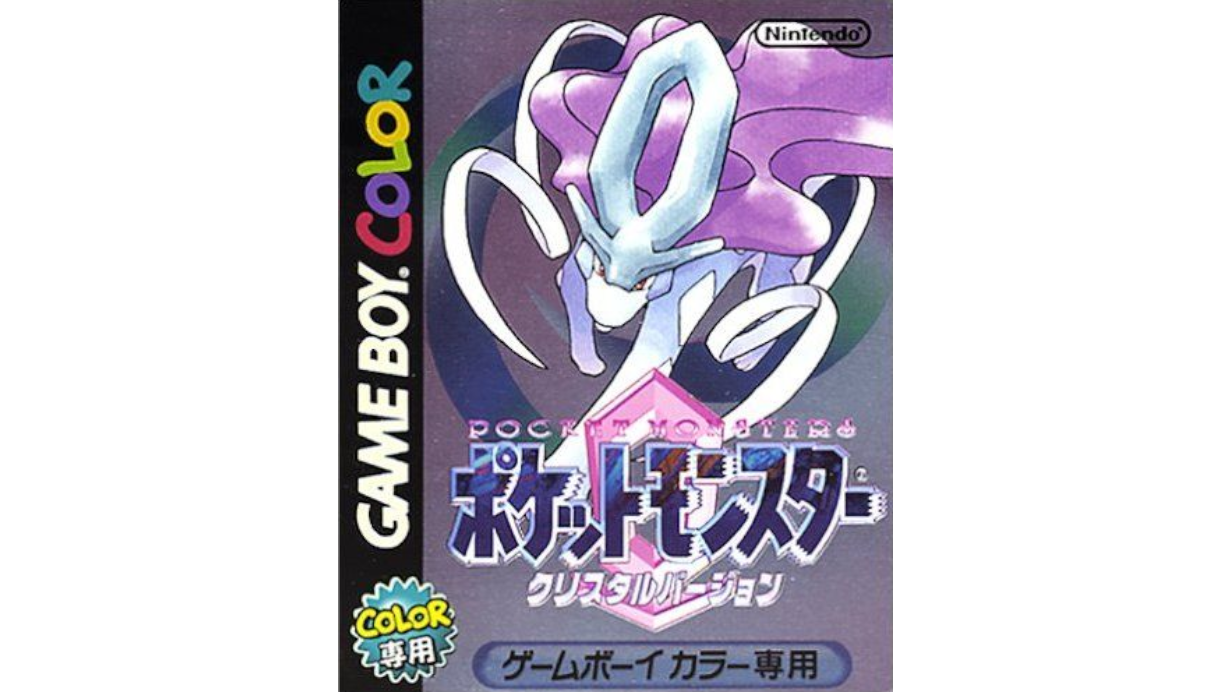 Nintendo®
GAME BOY COLOR
POCKET MONSTERS
ポケットモンスター
クリスタルバージョン
COLOR
専用
ゲームボーイ カラー専用